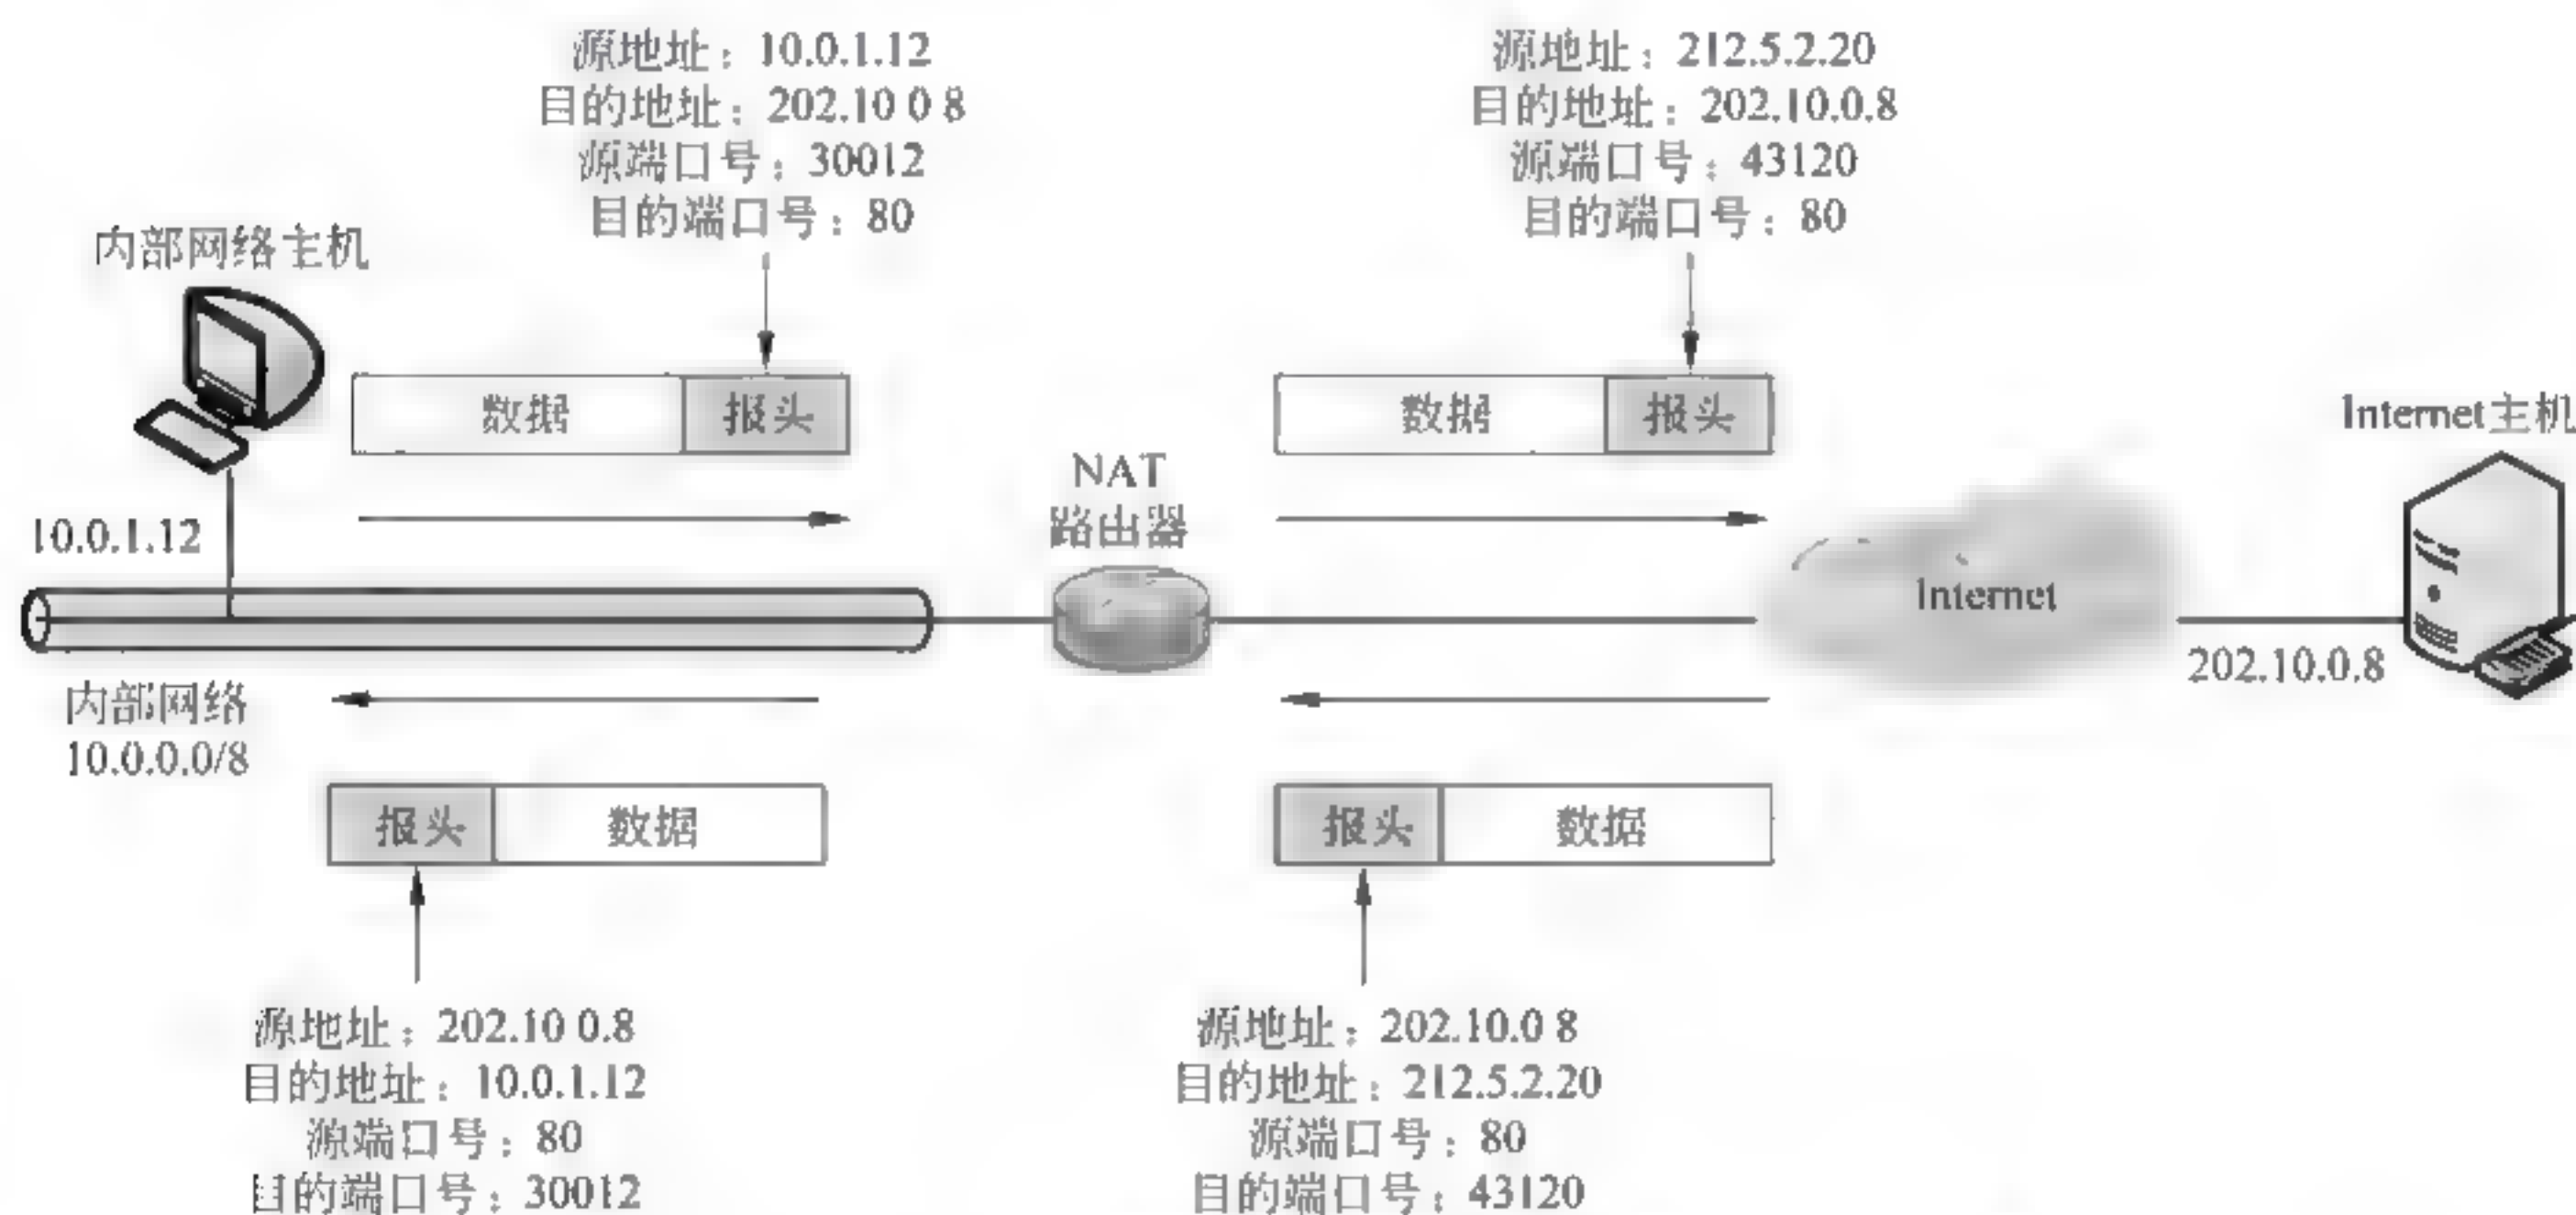 源地址：10.0.1.12
目的地址：202.10 0 8
源端口号：30012
目的端口号：80
源地址：212.5.2.20
目的地址：202.10.0.8
源端口号：43120
目的端口号：80
内部网络主机
数据
报头
数据
报头
Internet主机
NAT
路由器
10.0.1.12
Internet
202.10.0.8
内部网络
10.0.0.0/8
报头
数据
报头
数据
源地址：202.10 0.8
目的地址：10.0.1.12
源端口号：80
目的端口号：30012
源地址：202.10.0 8
目的地址：212.5.2.20
源端口号：80
目的端口号：43120